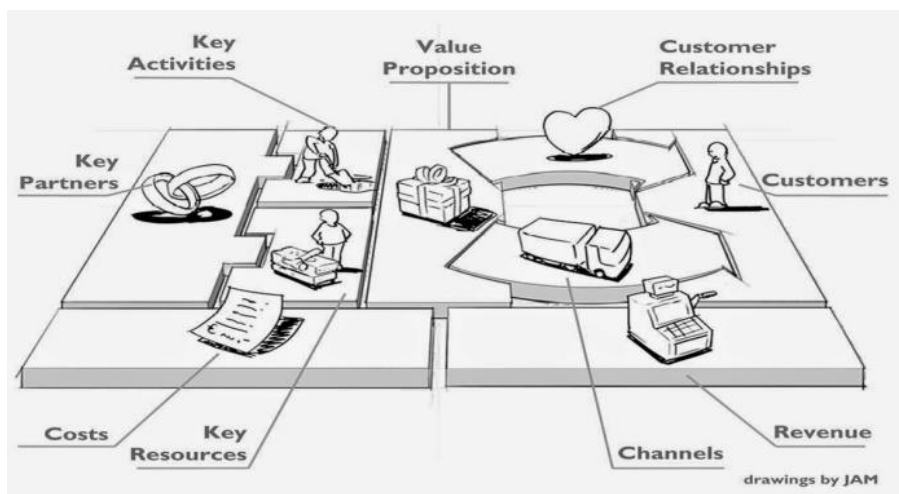 Key
Activities
Value
Proposition
Customer
Relationships
Key
Partners
Customers
Costs
Key
Resources
Channels
Revenue
drawings by JAM